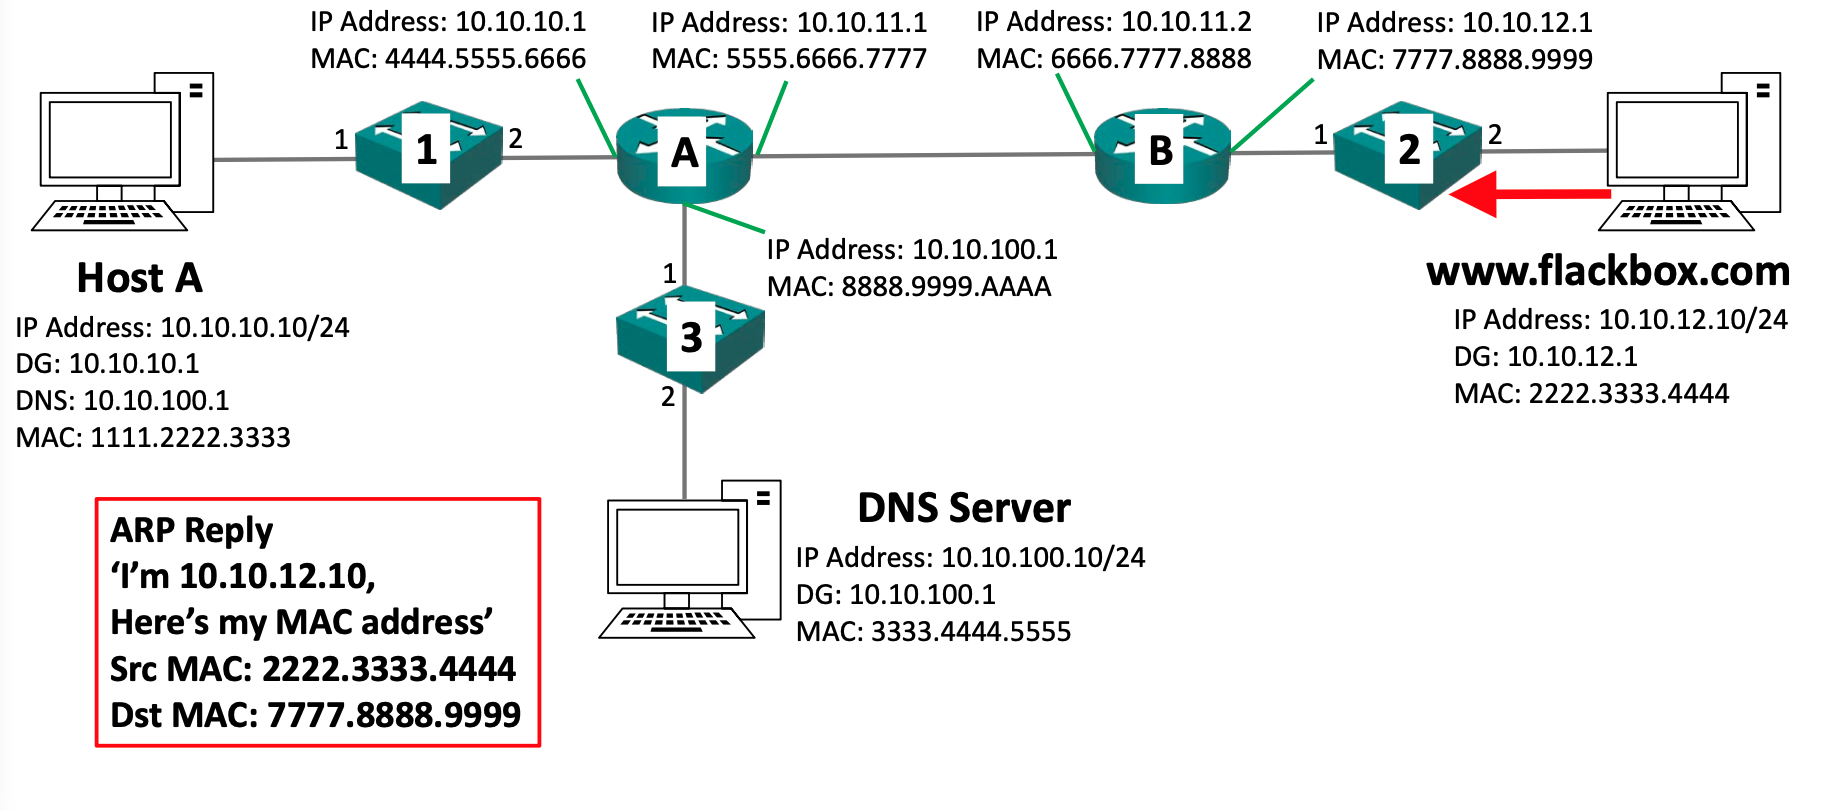 IP Address: 10.10.10.1
MAC: 4444.5555.6666
IP Address: 10.10.11.1
MAC: 5555.6666.7777
IP Address: 10.10.11.2
MAC: 6666.7777.8888
IP Address: 10.10.12.1
MAC: 7777.8888.9999
1
1
2
A
B
1
2
2
Host A
IP Address: 10.10.10.10/24
DG: 10.10.10.1
DNS: 10.10.100.1
MAC: 1111.2222.3333
IP Address: 10.10.100.1
MAC: 8888.9999.AAAA
1
3
2
www.flackbox.com
IP Address: 10.10.12.10/24
DG: 10.10.12.1
MAC: 2222.3333.4444
DNS Server
IP Address: 10.10.100.10/24
DG: 10.10.100.1
MAC: 3333.4444.5555
ARP Reply
‘I’m 10.10.12.10,
Here’s my MAC address’
Src MAC: 2222.3333.4444
Dst MAC: 7777.8888.9999